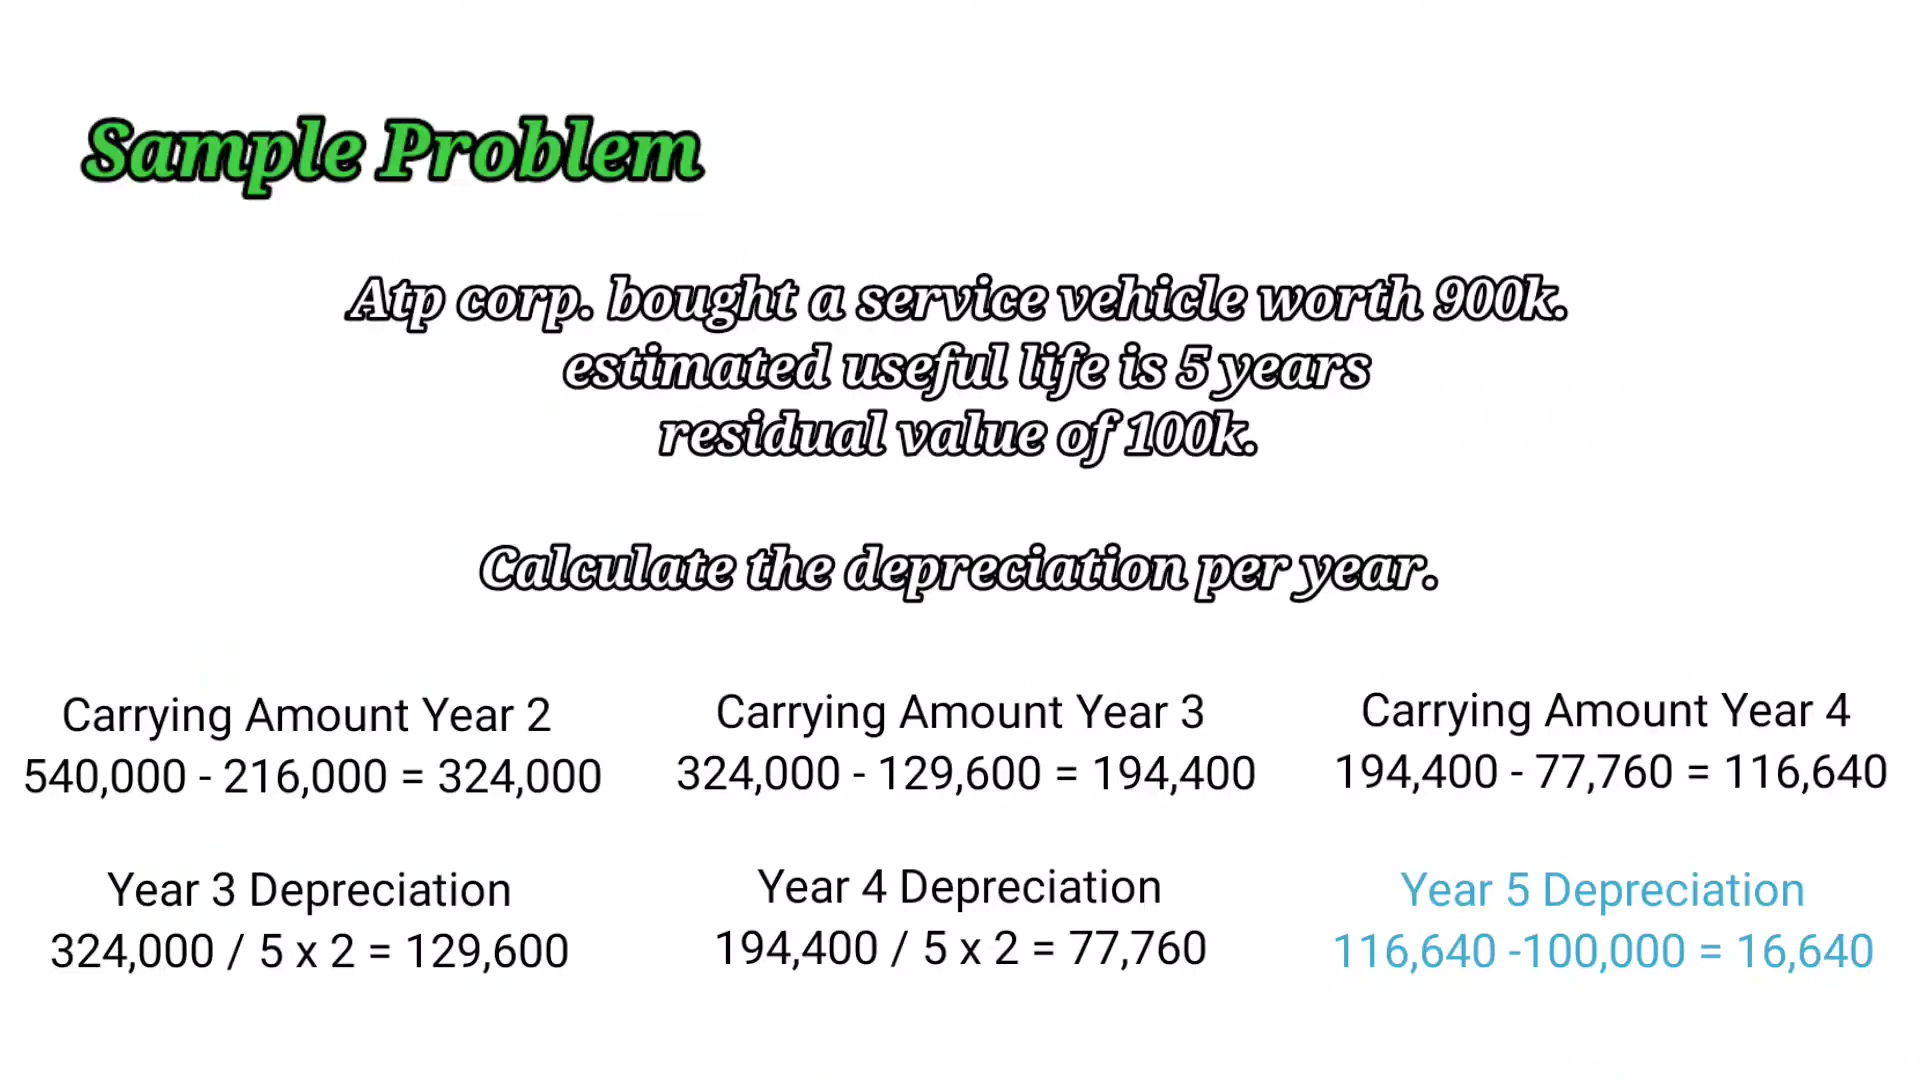 Sample Problem
Atp corp. bought a service vehicle worth 900k.
estimated useful life is 5 years
residual value of 100k.
Calculate the depreciation per year.
Carrying Amount Year 2
540,000 - 216,000 = 324,000
Year 3 Depreciation
324,000 / 5 x 2 = 129,600
Carrying Amount Year 3
324,000 - 129,600 = 194,400
Year 4 Depreciation
194,400 / 5 x 2 = 77,760
Carrying Amount Year 4
194,400 - 77,760 = 116,640
Year 5 Depreciation
116,640 -100,000 = 16,640